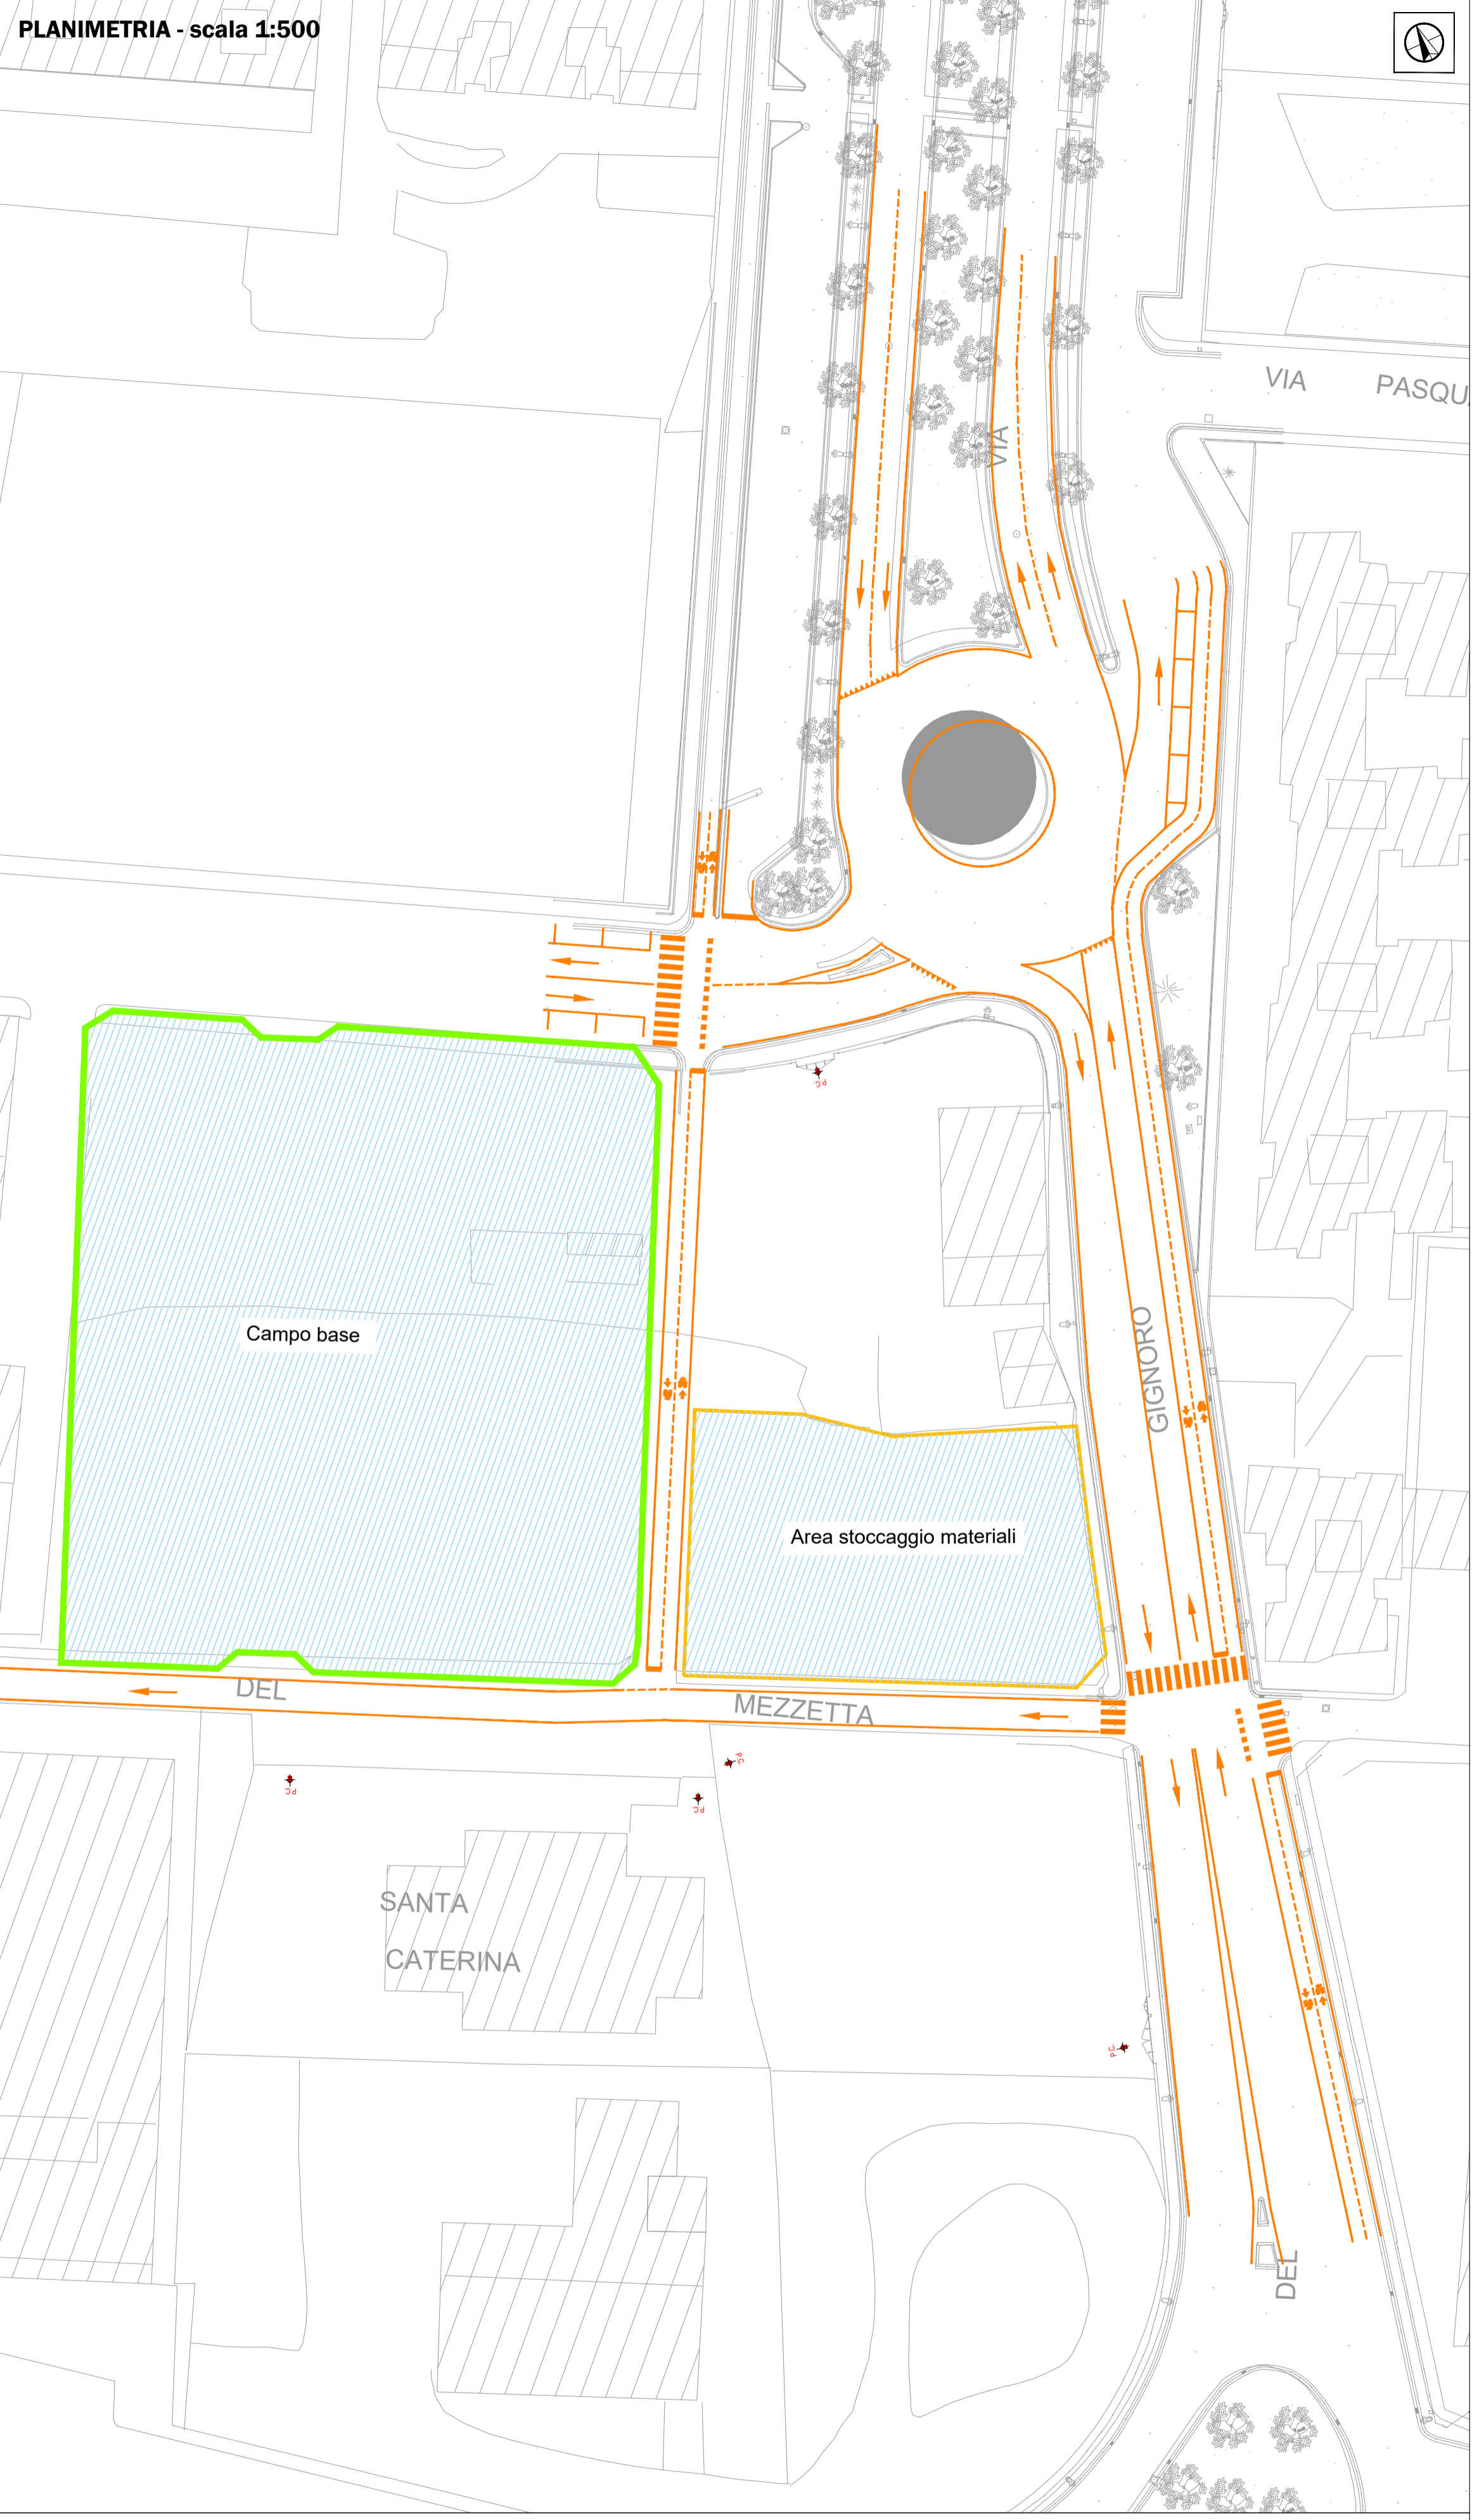 PLANIMETRIA - scala 1:500
VIA PASQU
VIA
P.C.
GIGNORO
Campo base
Area stoccaggio materiali
DEL
MEZZETTA
P.C.
P.C.
P.C.
SANTA
CATERINA
P.C.
DEL